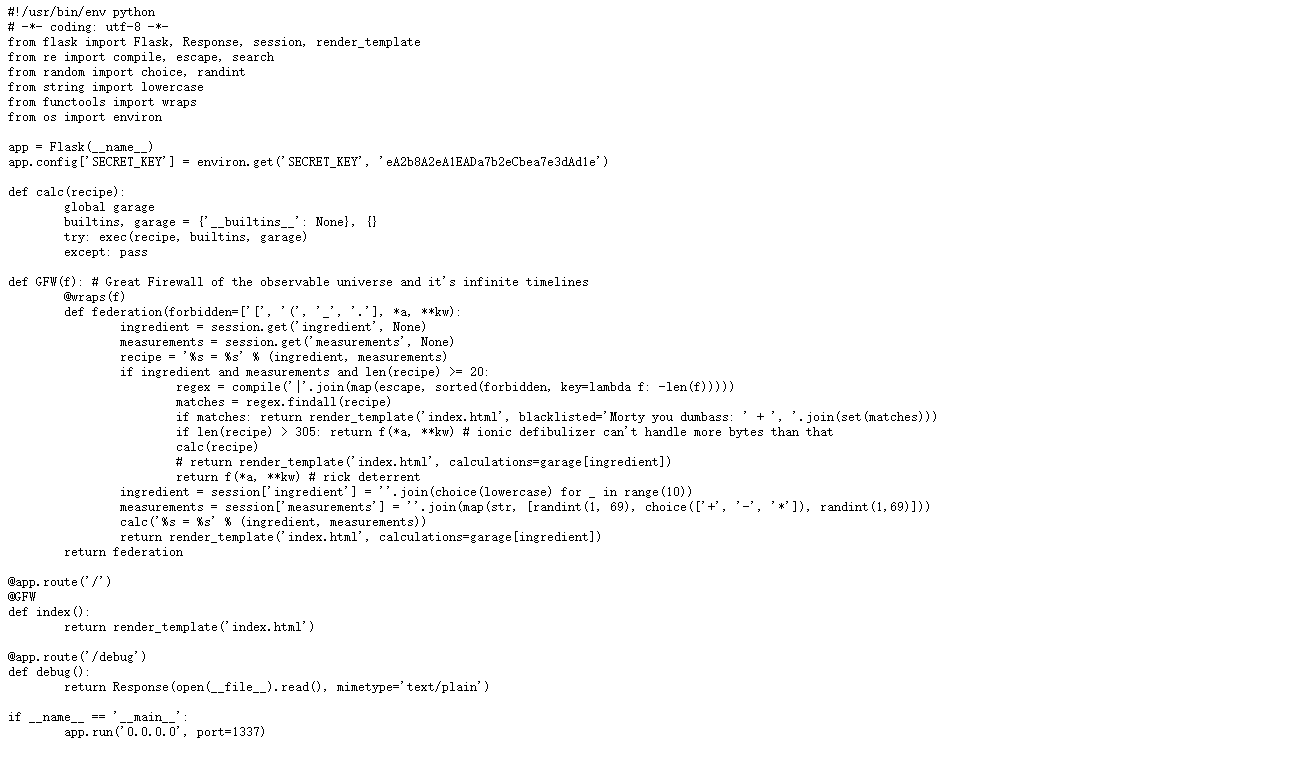 #!/usr/bin/env python
# -*- coding: utf-8 -*-
from flask import Flask, Response, session, render_template
from re import compile, escape, search
from random import choice, randint
from string import lowercase
from functools import wraps
from os import environ

app = Flask(__name__)
app.config['SECRET_KEY'] = environ.get('SECRET_KEY', 'eA2b8A2eA1EADa7b2eCbea7e3dAd1e')

def calc(recipe):
        global garage
        builtins, garage = {'__builtins__': None}, {}
        try: exec(recipe, builtins, garage)
        except: pass

def GFW(f): # Great Firewall of the observable universe and it's infinite timelines
        @wraps(f)
        def federation(forbidden=['[', '(', '_', '.'], *a, **kw):
                ingredient = session.get('ingredient', None)
                measurements = session.get('measurements', None)
                recipe = '%s = %s' % (ingredient, measurements)
                if ingredient and measurements and len(recipe) >= 20:
                        regex = compile('|'.join(map(escape, sorted(forbidden, key=lambda f: -len(f)))))
                        matches = regex.findall(recipe)
                        if matches: return render_template('index.html', blacklisted='Morty you dumbass: ' + ', '.join(set(matches)))
                        if len(recipe) > 305: return f(*a, **kw) # ionic defibulizer can't handle more bytes than that
                        calc(recipe)
                        # return render_template('index.html', calculations=garage[ingredient])
                        return f(*a, **kw) # rick deterrent
                ingredient = session['ingredient'] = ''.join(choice(lowercase) for _ in range(10))
                measurements = session['measurements'] = ''.join(map(str, [randint(1, 69), choice(['+', '-', '*']), randint(1,69)]))
                calc('%s = %s' % (ingredient, measurements))
                return render_template('index.html', calculations=garage[ingredient])
        return federation

@app.route('/')
@GFW
def index():
        return render_template('index.html')

@app.route('/debug')
def debug():
        return Response(open(__file__).read(), mimetype='text/plain')

if __name__ == '__main__':
        app.run('0.0.0.0', port=1337)